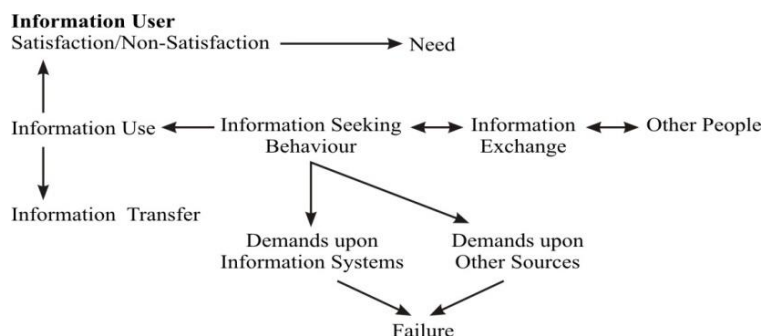 Information User
Satisfaction/Non-Satisfaction
Need
Information Use
Information Seeking
Behaviour
Information
Exchange
Other People
Information Transfer
Demands upon
Information Systems
Demands upon
Other Sources
Failure